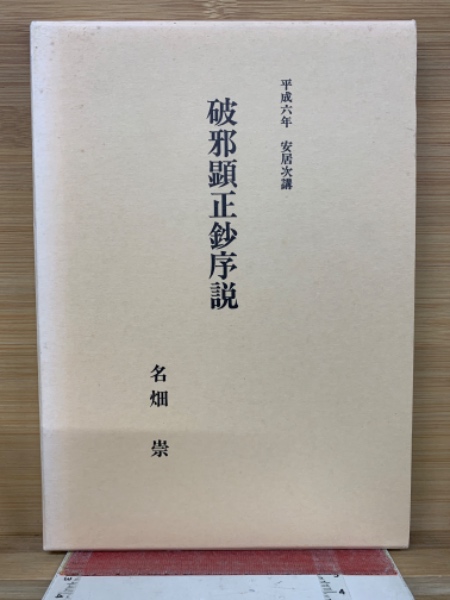 平成六年 安居次講
破邪顕正鈔序説
名畑 崇